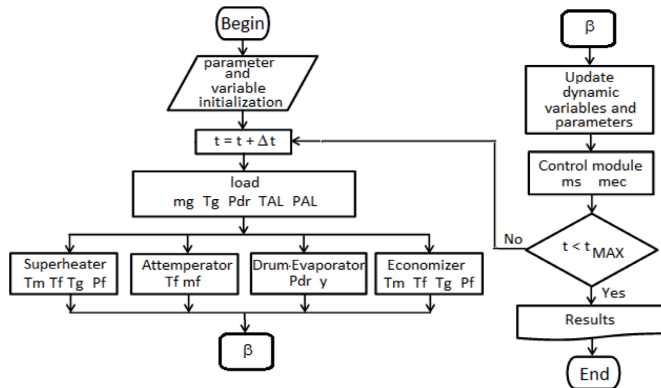 Begin
parameter
and
variable
initialization
t = t + Δt
load
mg Tg Pdr TAL PAL
Superheater
Tm Tf Tg Pf
Attemperator
Tf mf
Drum-Evaporator
Pdr y
Economizer
Tm Tf Tg Pf
β
β
Update
dynamic
variables and
parameters
Control module
ms mec
No
t < tMAX
Yes
Results
End